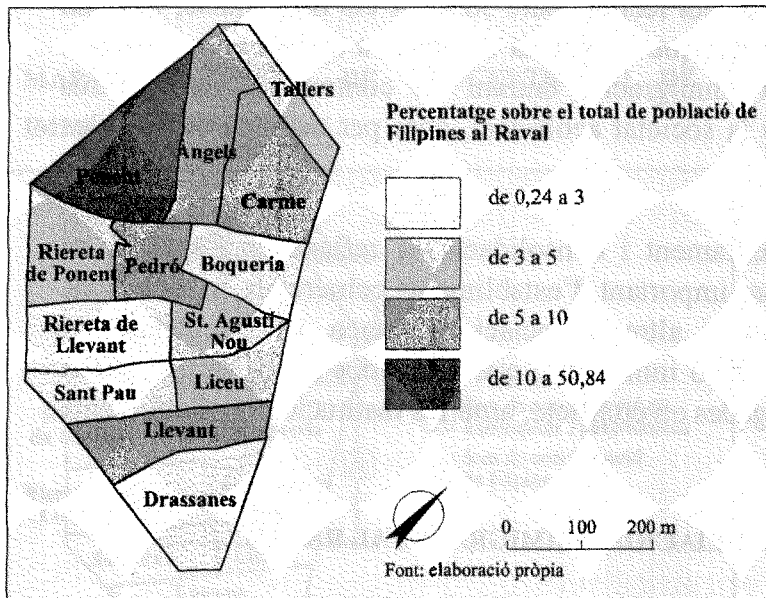 Tallers
Percentatge sobre el total de població de
Filipines al Raval
Angels
Ponent
Carme
de 0,24 a 3
de 3 a 5
de 5 a 10
de 10 a 50,84
Riereta
de Ponent
Pedró
Boqueria
Riereta de
Llevant
St. Agustí
Nou
Sant Pau
Liceu
Llevant
Drassanes
0 100 200 m
Font: elaboració pròpia